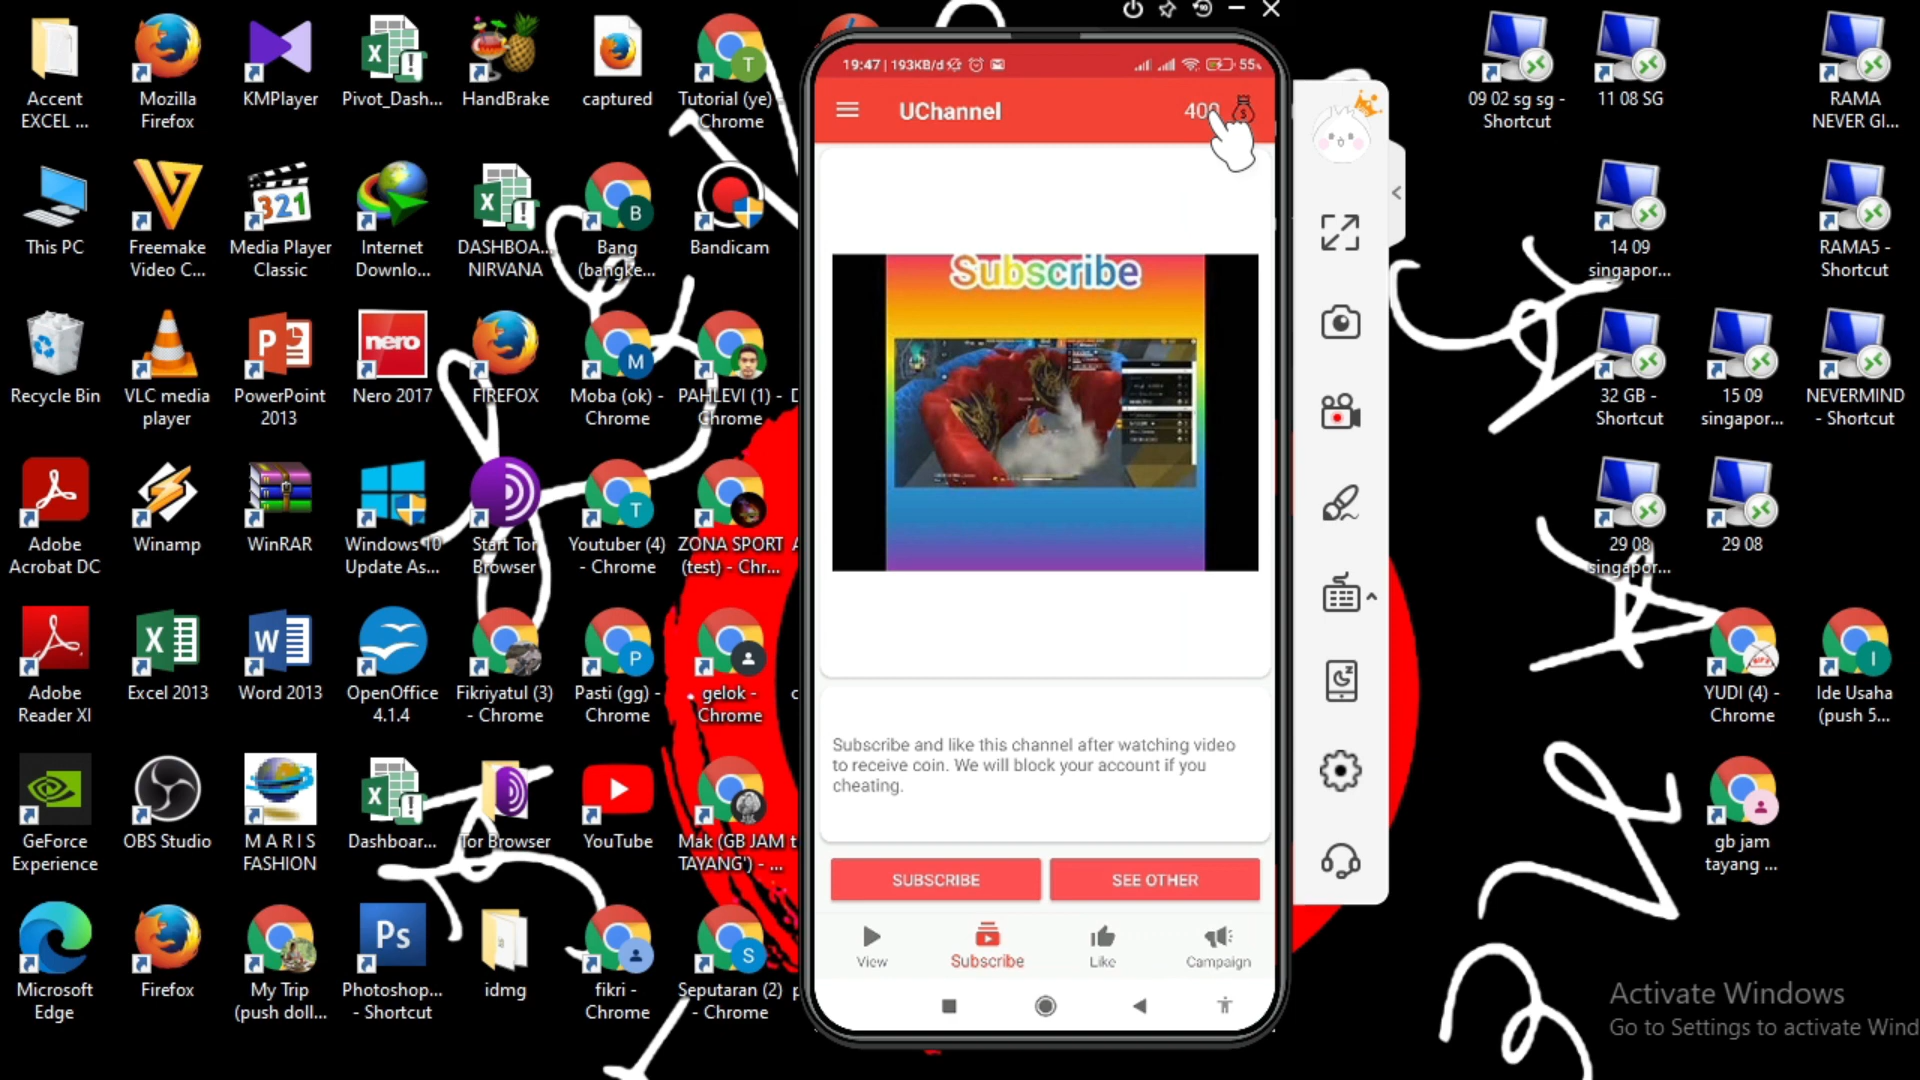 19:47 | 193KB/d
55%
UChannel
Subscribe
Subscribe and like this channel after watching video
to receive coin. We will block your account if you
cheating.
SUBSCRIBE
SEE OTHER
View
Subscribe
Like
Campaign
Accent
EXCEL ...
Mozilla
Firefox
KMPlayer
Pivot_Dash...
HandBrake
captured
Tutorial (ye)
- Chrome
This PC
Freemake
Video C...
Media Player
Classic
Internet
Downlo...
DASHBOA...
NIRVANA
Bang
(bangke...
Bandicam
Recycle Bin
VLC media
player
PowerPoint
2013
Nero 2017
FIREFOX
Moba (ok) -
Chrome
PAHLEVI (1) -
Chrome
Adobe
Acrobat DC
Winamp
WinRAR
Windows 10
Update As...
Start Tor
Browser
Youtuber (4)
- Chrome
ZONA SPORT
(test) - Chr...
Adobe
Reader XI
Excel 2013
Word 2013
OpenOffice
4.1.4
Fikriyatul (3)
- Chrome
Pasti (gg) -
Chrome
gelok -
Chrome
GeForce
Experience
OBS Studio
M A R I S
FASHION
Dashboar...
Tor Browser
YouTube
Mak (GB JAM
TAYANG') - ...
Microsoft
Edge
Firefox
My Trip
(push doll...
Photoshop...
- Shortcut
idmg
fikri -
Chrome
Seputaran (2)
- Chrome
09 02 sg sg -
Shortcut
11 08 SG
RAMA
NEVER GI...
14 09
singapor...
RAMA5 -
Shortcut
32 GB -
Shortcut
15 09
singapor...
NEVERMIND
- Shortcut
29 08
singapor...
29 08
YUDI (4) -
Chrome
Ide Usaha
(push 5...
gb jam
tayang ...
Activate Windows
Go to Settings to activate Wind